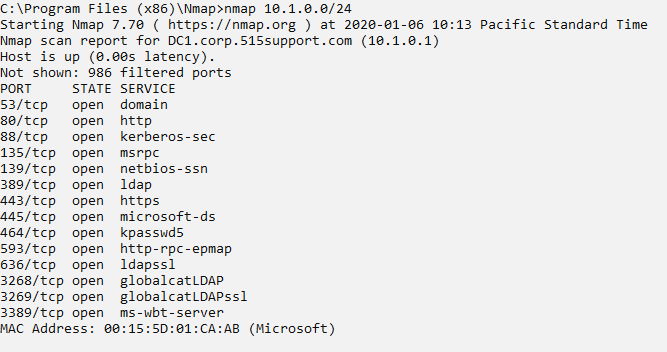 C:\Program Files (x86)\Nmap>nmap 10.1.0.0/24
Starting Nmap 7.70 ( https://nmap.org ) at 2020-01-06 10:13 Pacific Standard Time
Nmap scan report for DC1.corp.515support.com (10.1.0.1)
Host is up (0.00s latency).
Not shown: 986 filtered ports
PORT     STATE SERVICE
53/tcp   open  domain
80/tcp   open  http
88/tcp   open  kerberos-sec
135/tcp  open  msrpc
139/tcp  open  netbios-ssn
389/tcp  open  ldap
443/tcp  open  https
445/tcp  open  microsoft-ds
464/tcp  open  kpasswd5
593/tcp  open  http-rpc-epmap
636/tcp  open  ldapssl
3268/tcp open  globalcatLDAP
3269/tcp open  globalcatLDAPssl
3389/tcp open  ms-wbt-server
MAC Address: 00:15:5D:01:CA:AB (Microsoft)